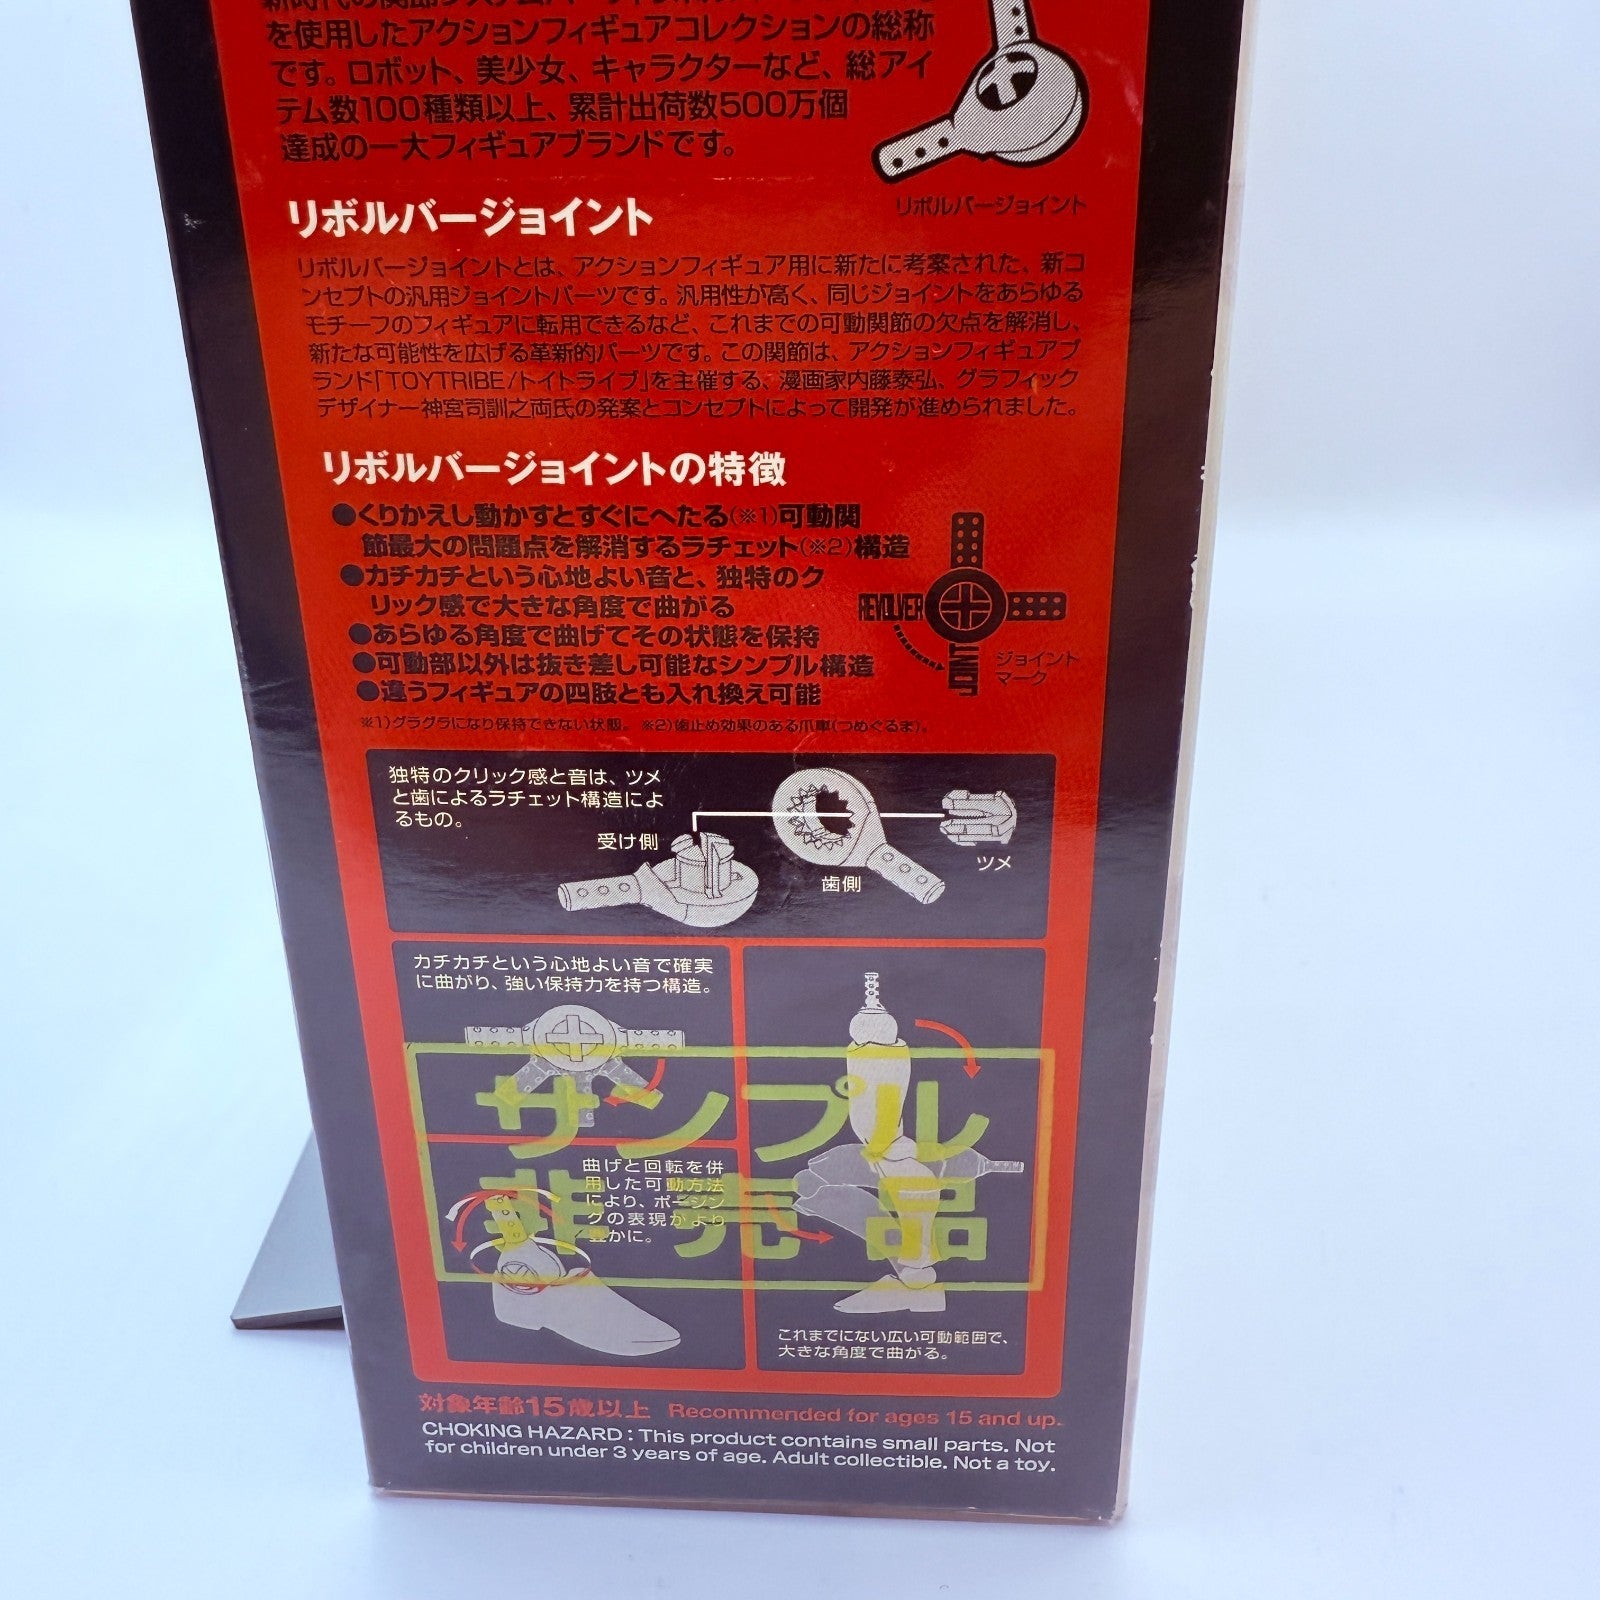 を使用したアクションフィギュアコレクションの総称
です。ロボット、美少女、キャラクターなど、総アイ
テム数100種類以上、累計出荷数500万個
達成の一大フィギュアブランドです。
リボルバージョイント
リボルバージョイント
リボルバージョイントとは、アクションフィギュア用に新たに考案された、新コ
ンセプトの汎用ジョイントパーツです。汎用性が高く、同じジョイントをあらゆる
モチーフのフィギュアに転用できるなど、これまでの可動関節の欠点を解消し、
新たな可能性を広げる革新的パーツです。この関節は、アクションフィギュアブ
ランド「TOYTRIBE/トイトライブ」を主催する、漫画家内藤泰弘、グラフィック
デザイナー神宮司訓之両氏の発案とコンセプトによって開発が進められました。
リボルバージョイントの特徴
●くりかえし動かすとすぐにへたる(※1)可動関
節最大の問題点を解消するラチェット(※2)構造
●カチカチという心地よい音と、独特のク
リック感で大きな角度で曲がる
●あらゆる角度で曲げてその状態を保持
●可動部以外は抜き差し可能なシンプル構造
●違うフィギュアの四肢とも入れ換え可能
REVOLVER
JOINT
ジョイント
マーク
※1)グラグラになり保持できない状態。 ※2)歯止め効果のある爪車(つめぐるま)。
独特のクリック感と音は、ツメ
と歯によるラチェット構造によ
るもの。
受け側
歯側
ツメ
カチカチという心地よい音で確実
に曲がり、強い保持力を持つ構造。
サンプル
非売品
曲げと回転を併
用した可動方法
により、ポージン
グの表現がより
豊かに。
これまでにない広い可動範囲で、
大きな角度で曲がる。
対象年齢15歳以上 Recommended for ages 15 and up.
CHOKING HAZARD : This product contains small parts. Not
for children under 3 years of age. Adult collectible. Not a toy.